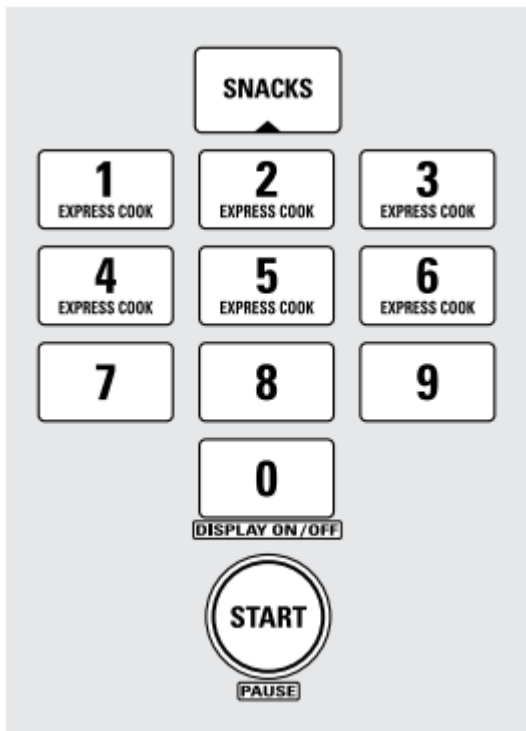 SNACKS
1 2 3
EXPRESS COOK EXPRESS COOK EXPRESS COOK
4 5 6
EXPRESS COOK EXPRESS COOK EXPRESS COOK
7 8 9
0
DISPLAY ON/OFF
START
PAUSE